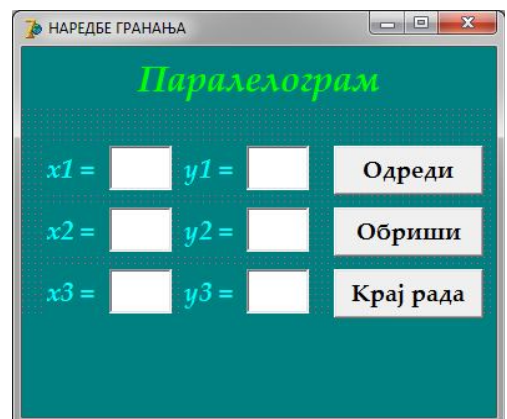 НАРЕДБЕ ГРАНАЊА
Паралелограм
x1 = y1 = Одреди
x2 = y2 = Обриши
x3 = y3 = Крај рада